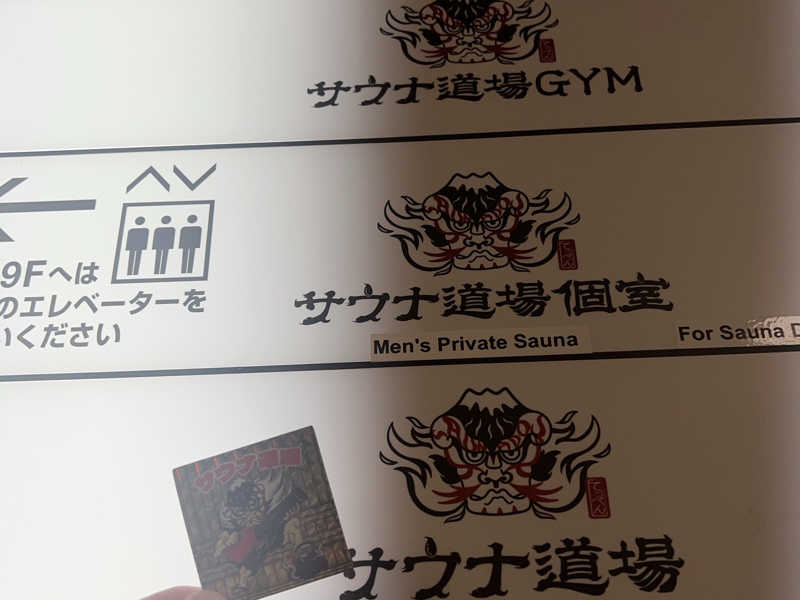 サウナ道場GYM
9Fへは
のエレベーターを
いください
サウナ道場個室
Men's Private Sauna
For Sauna D
サウナ道場
サウナ道場